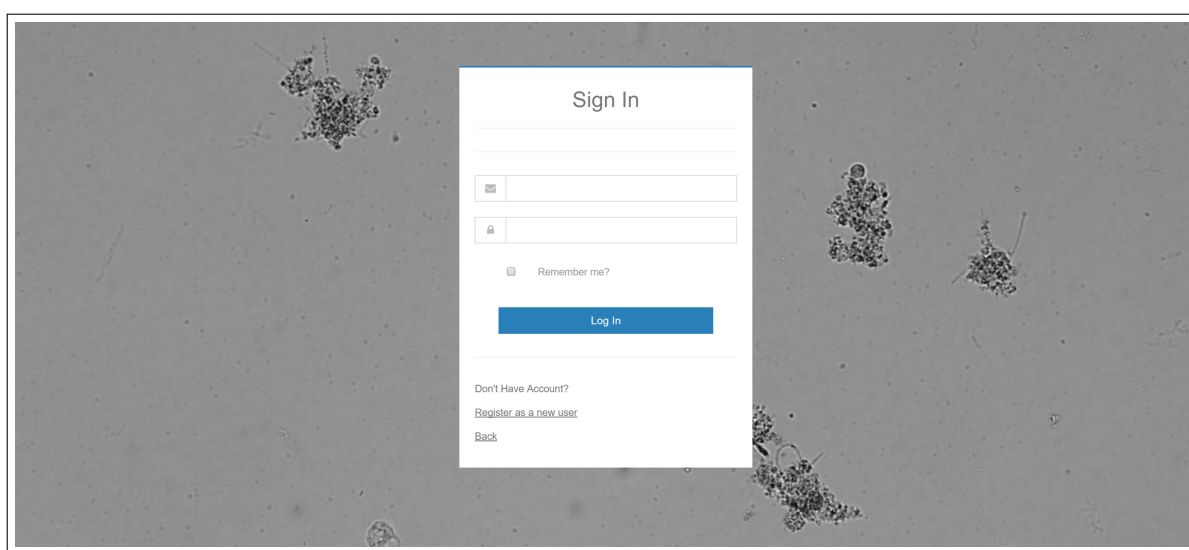 Sign In
Remember me?
Log In
Don't Have Account?
Register as a new user
Back